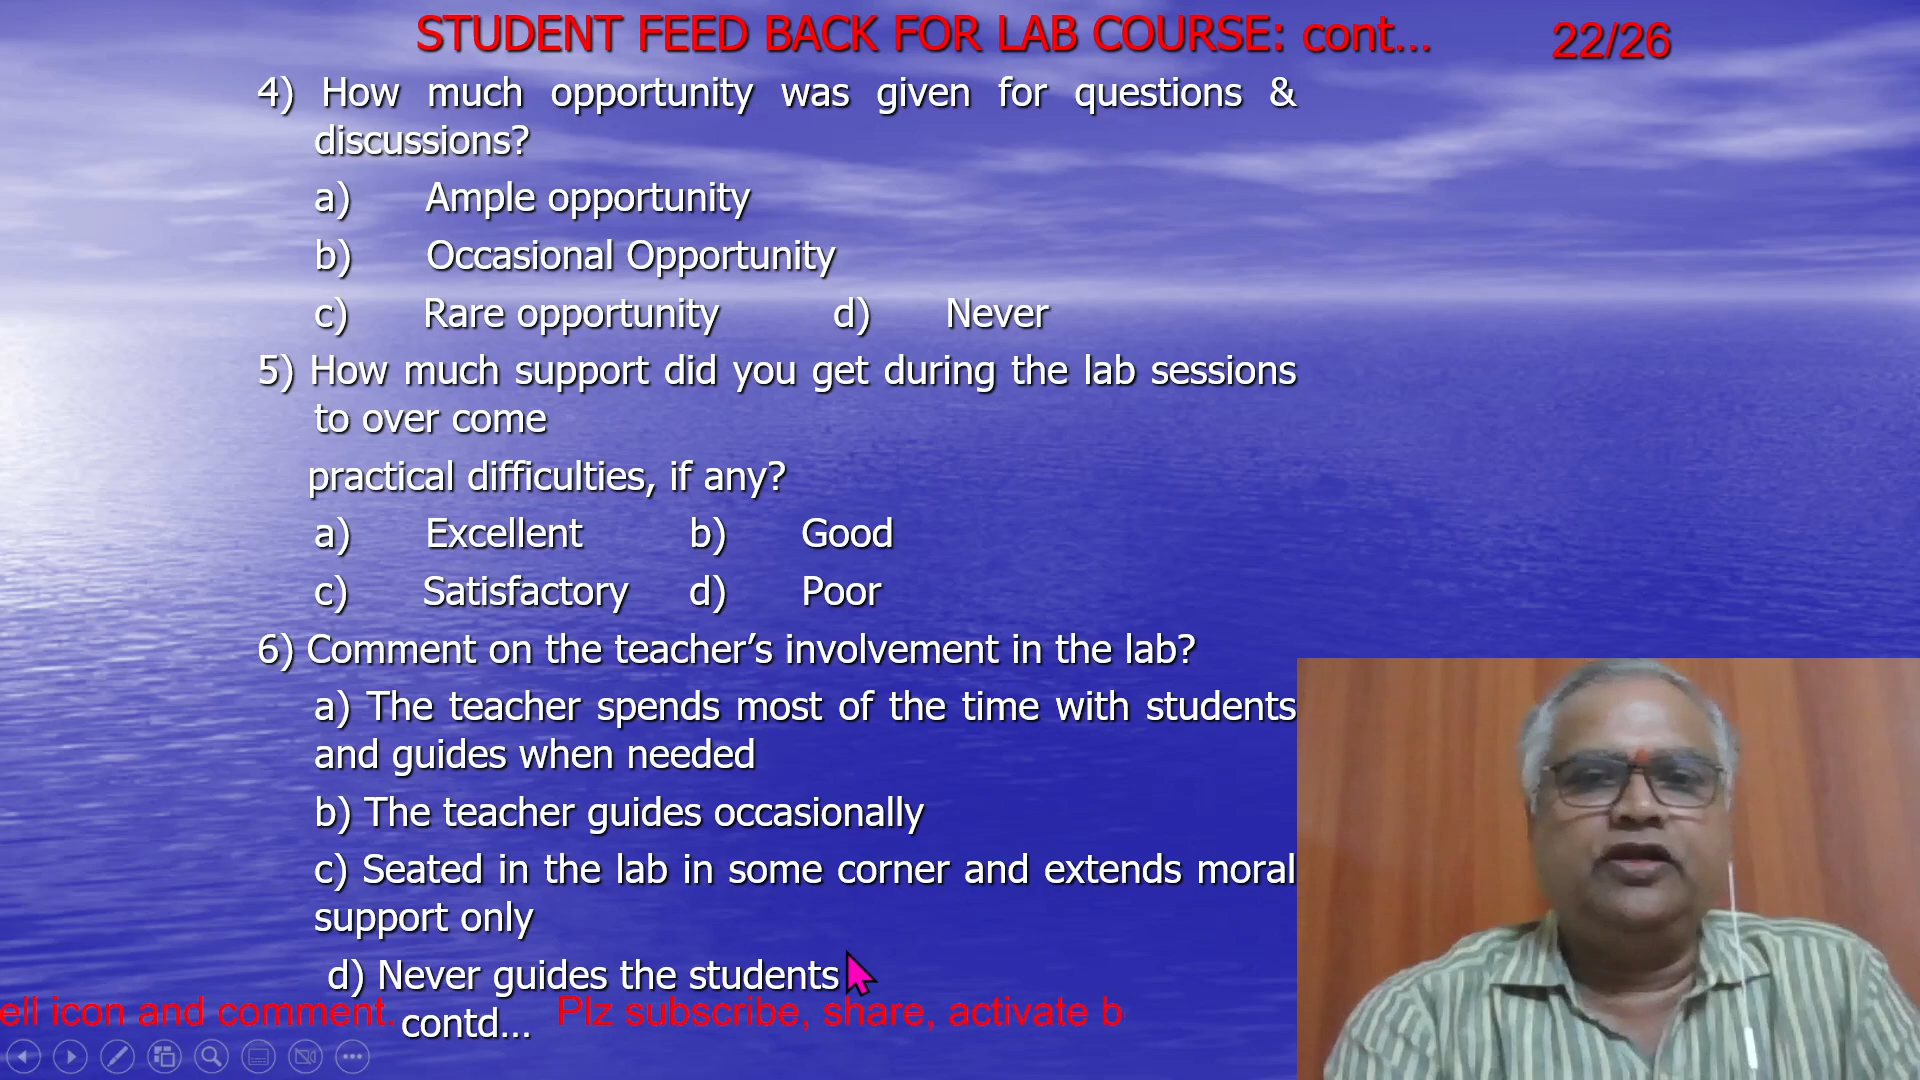 STUDENT FEED BACK FOR LAB COURSE: cont...
22/26
4) How much opportunity was given for questions &
discussions?
a) Ample opportunity
b) Occasional Opportunity
c) Rare opportunity d) Never
5) How much support did you get during the lab sessions
to over come
practical difficulties, if any?
a) Excellent b) Good
c) Satisfactory d) Poor
6) Comment on the teacher’s involvement in the lab?
a) The teacher spends most of the time with students
and guides when needed
b) The teacher guides occasionally
c) Seated in the lab in some corner and extends moral
support only
d) Never guides the students
ell icon and comment. Plz subscribe, share, activate b
contd...